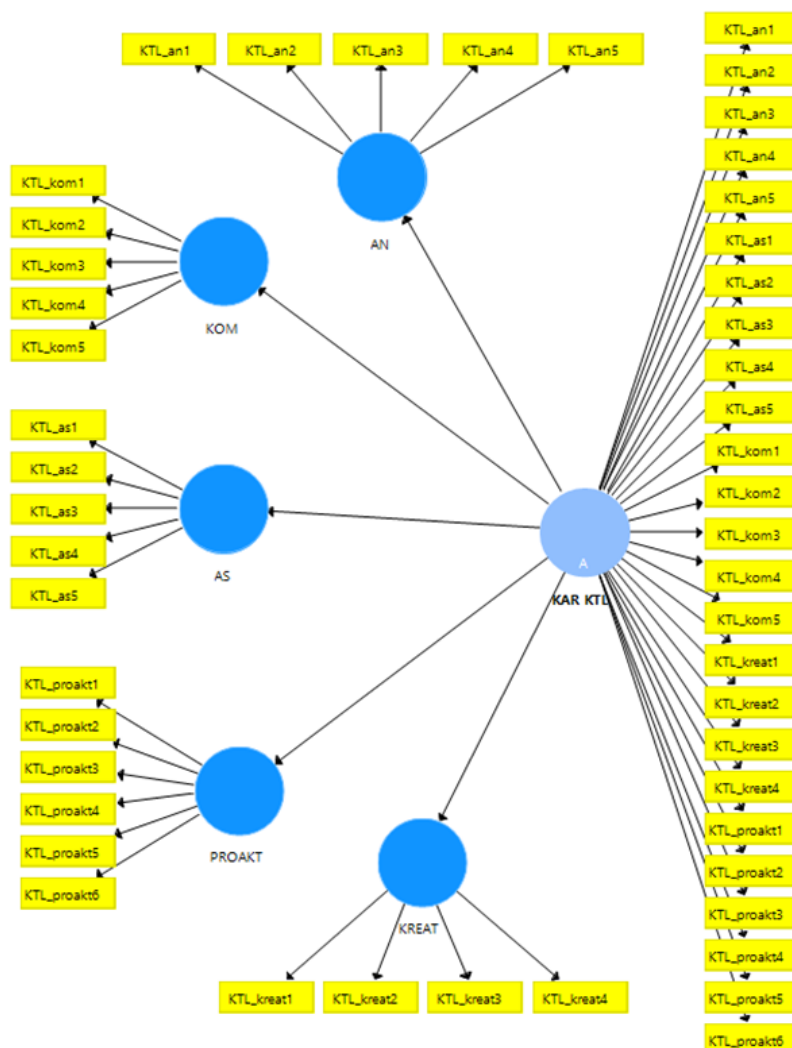 KTL_an1
KTL_an2
KTL_an3
KTL_an4
KTL_an5
AN
KTL_kom1
KTL_kom2
KTL_kom3
KTL_kom4
KTL_kom5
KOM
KTL_as1
KTL_as2
KTL_as3
KTL_as4
KTL_as5
AS
KTL_proakt1
KTL_proakt2
KTL_proakt3
KTL_proakt4
KTL_proakt5
KTL_proakt6
PROAKT
KREAT
KTL_kreat1
KTL_kreat2
KTL_kreat3
KTL_kreat4
A
KAR KTL
KTL_an1
KTL_an2
KTL_an3
KTL_an4
KTL_an5
KTL_as1
KTL_as2
KTL_as3
KTL_as4
KTL_as5
KTL_kom1
KTL_kom2
KTL_kom3
KTL_kom4
KTL_kom5
KTL_kreat1
KTL_kreat2
KTL_kreat3
KTL_kreat4
KTL_proakt1
KTL_proakt2
KTL_proakt3
KTL_proakt4
KTL_proakt5
KTL_proakt6